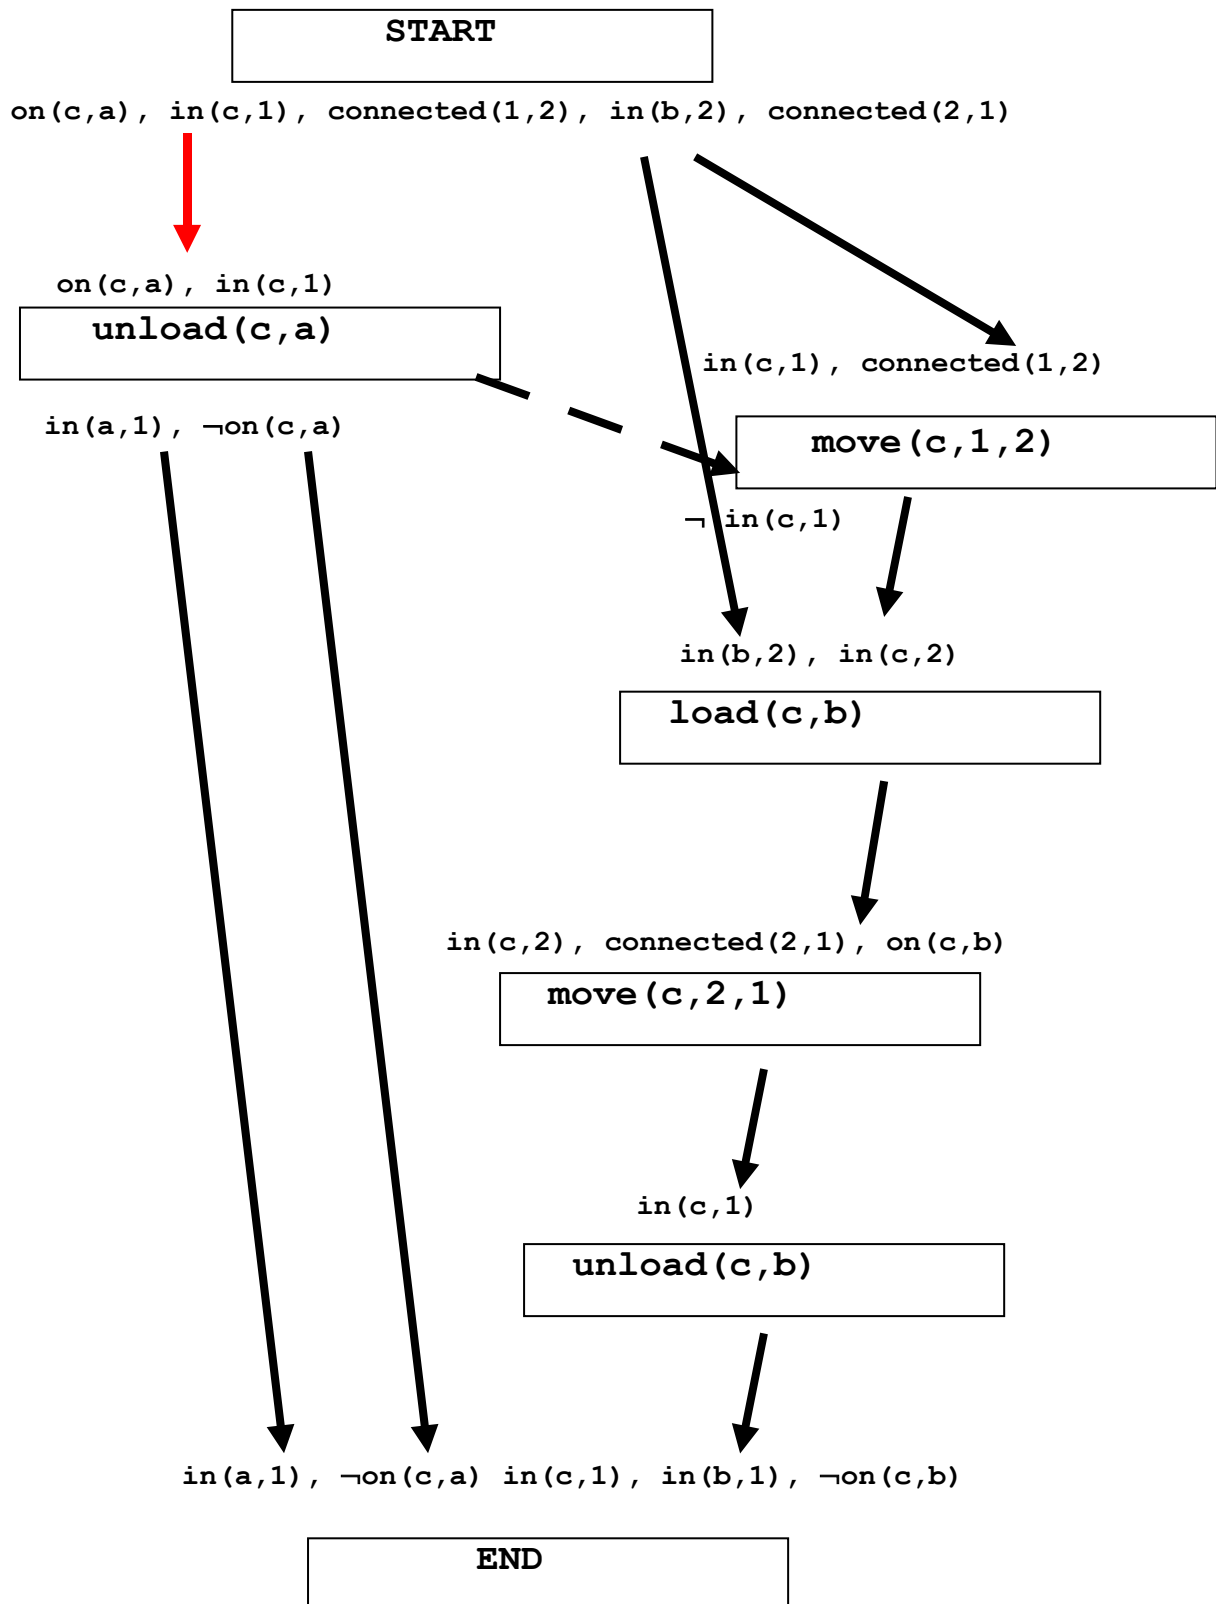 START
on(c,a), in(c,1), connected(1,2), in(b,2), connected(2,1)
on(c,a), in(c,1)
unload(c,a)
in(c,1), connected(1,2)
in(a,1), ¬on(c,a)
move(c,1,2)
¬ in(c,1)
in(b,2), in(c,2)
load(c,b)
in(c,2), connected(2,1), on(c,b)
move(c,2,1)
in(c,1)
unload(c,b)
in(a,1), ¬on(c,a) in(c,1), in(b,1), ¬on(c,b)
END